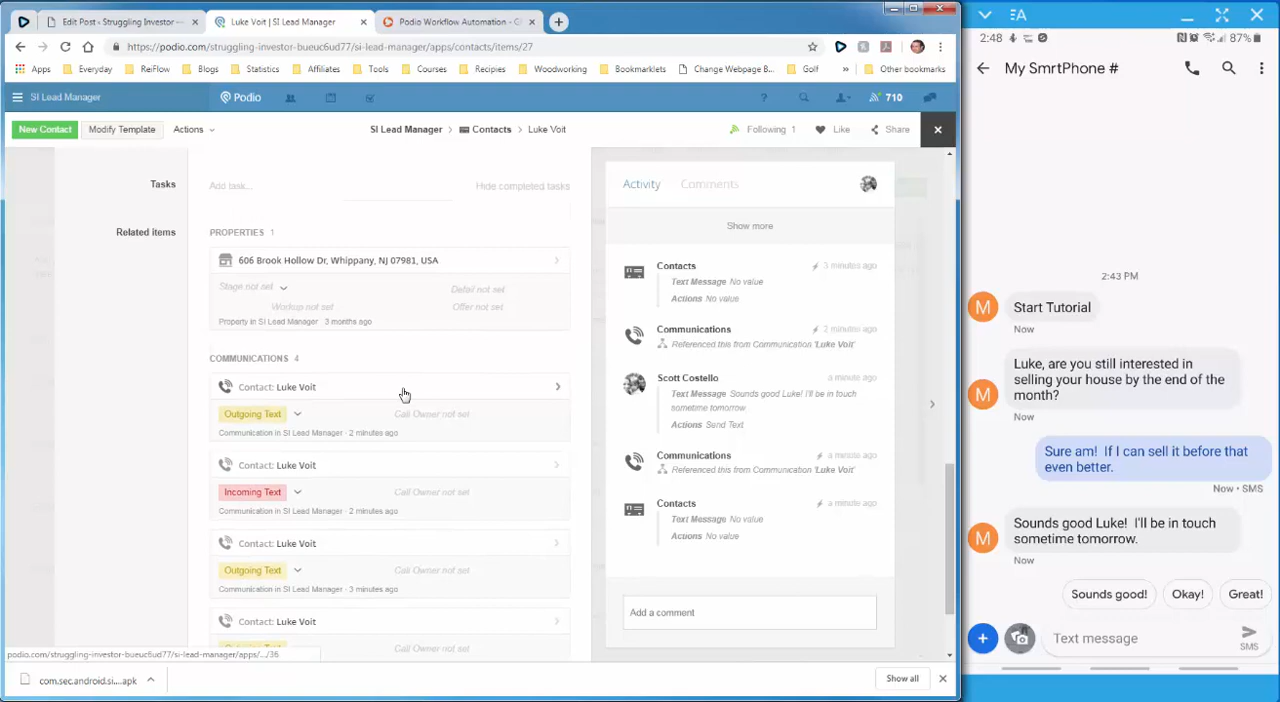 Edit Post ‹ Struggling Investor —
Luke Voit | SI Lead Manager
Podio Workflow Automation - Gl
https://podio.com/struggling-investor-bueuc6ud77/si-lead-manager/apps/contacts/items/27
Apps
Everyday
ReiFlow
Blogs
Statistics
Affiliates
Tools
Courses
Recipies
Woodworking
Bookmarklets
Change Webpage B...
Golf
»
Other bookmarks
SI Lead Manager
Podio
?
710
New Contact
Modify Template
Actions
SI Lead Manager > Contacts > Luke Voit
Following 1
Like
Share
Tasks
Add task...
Hide completed tasks
Related items
PROPERTIES 1
606 Brook Hollow Dr, Whippany, NJ 07981, USA
Stage not set
Detail not set
Workup not set
Offer not set
Property in SI Lead Manager · 3 months ago
COMMUNICATIONS 4
Contact: Luke Voit
Outgoing Text
Call Owner not set
Communication in SI Lead Manager · 2 minutes ago
Contact: Luke Voit
Incoming Text
Call Owner not set
Communication in SI Lead Manager · 2 minutes ago
Contact: Luke Voit
Outgoing Text
Call Owner not set
Communication in SI Lead Manager · 3 minutes ago
Contact: Luke Voit
Outgoing Text
Call Owner not set
podio.com/struggling-investor-bueuc6ud77/si-lead-manager/apps/.../36
Activity
Comments
Show more
Contacts
3 minutes ago
Text Message No value
Actions No value
Communications
2 minutes ago
Referenced this from Communication 'Luke Voit'
Scott Costello
a minute ago
Text Message Sounds good Luke! I'll be in touch
sometime tomorrow
Actions Send Text
Communications
a minute ago
Referenced this from Communication 'Luke Voit'
Contacts
a minute ago
Text Message No value
Actions No value
Add a comment
com.sec.android.si....apk
Show all
2:48
87%
My SmrtPhone #
2:43 PM
M
Start Tutorial
Now
M
Luke, are you still interested in
selling your house by the end of the
month?
Now
Sure am! If I can sell it before that
even better.
Now • SMS
M
Sounds good Luke! I'll be in touch
sometime tomorrow.
Now
Sounds good!
Okay!
Great!
Text message
SMS